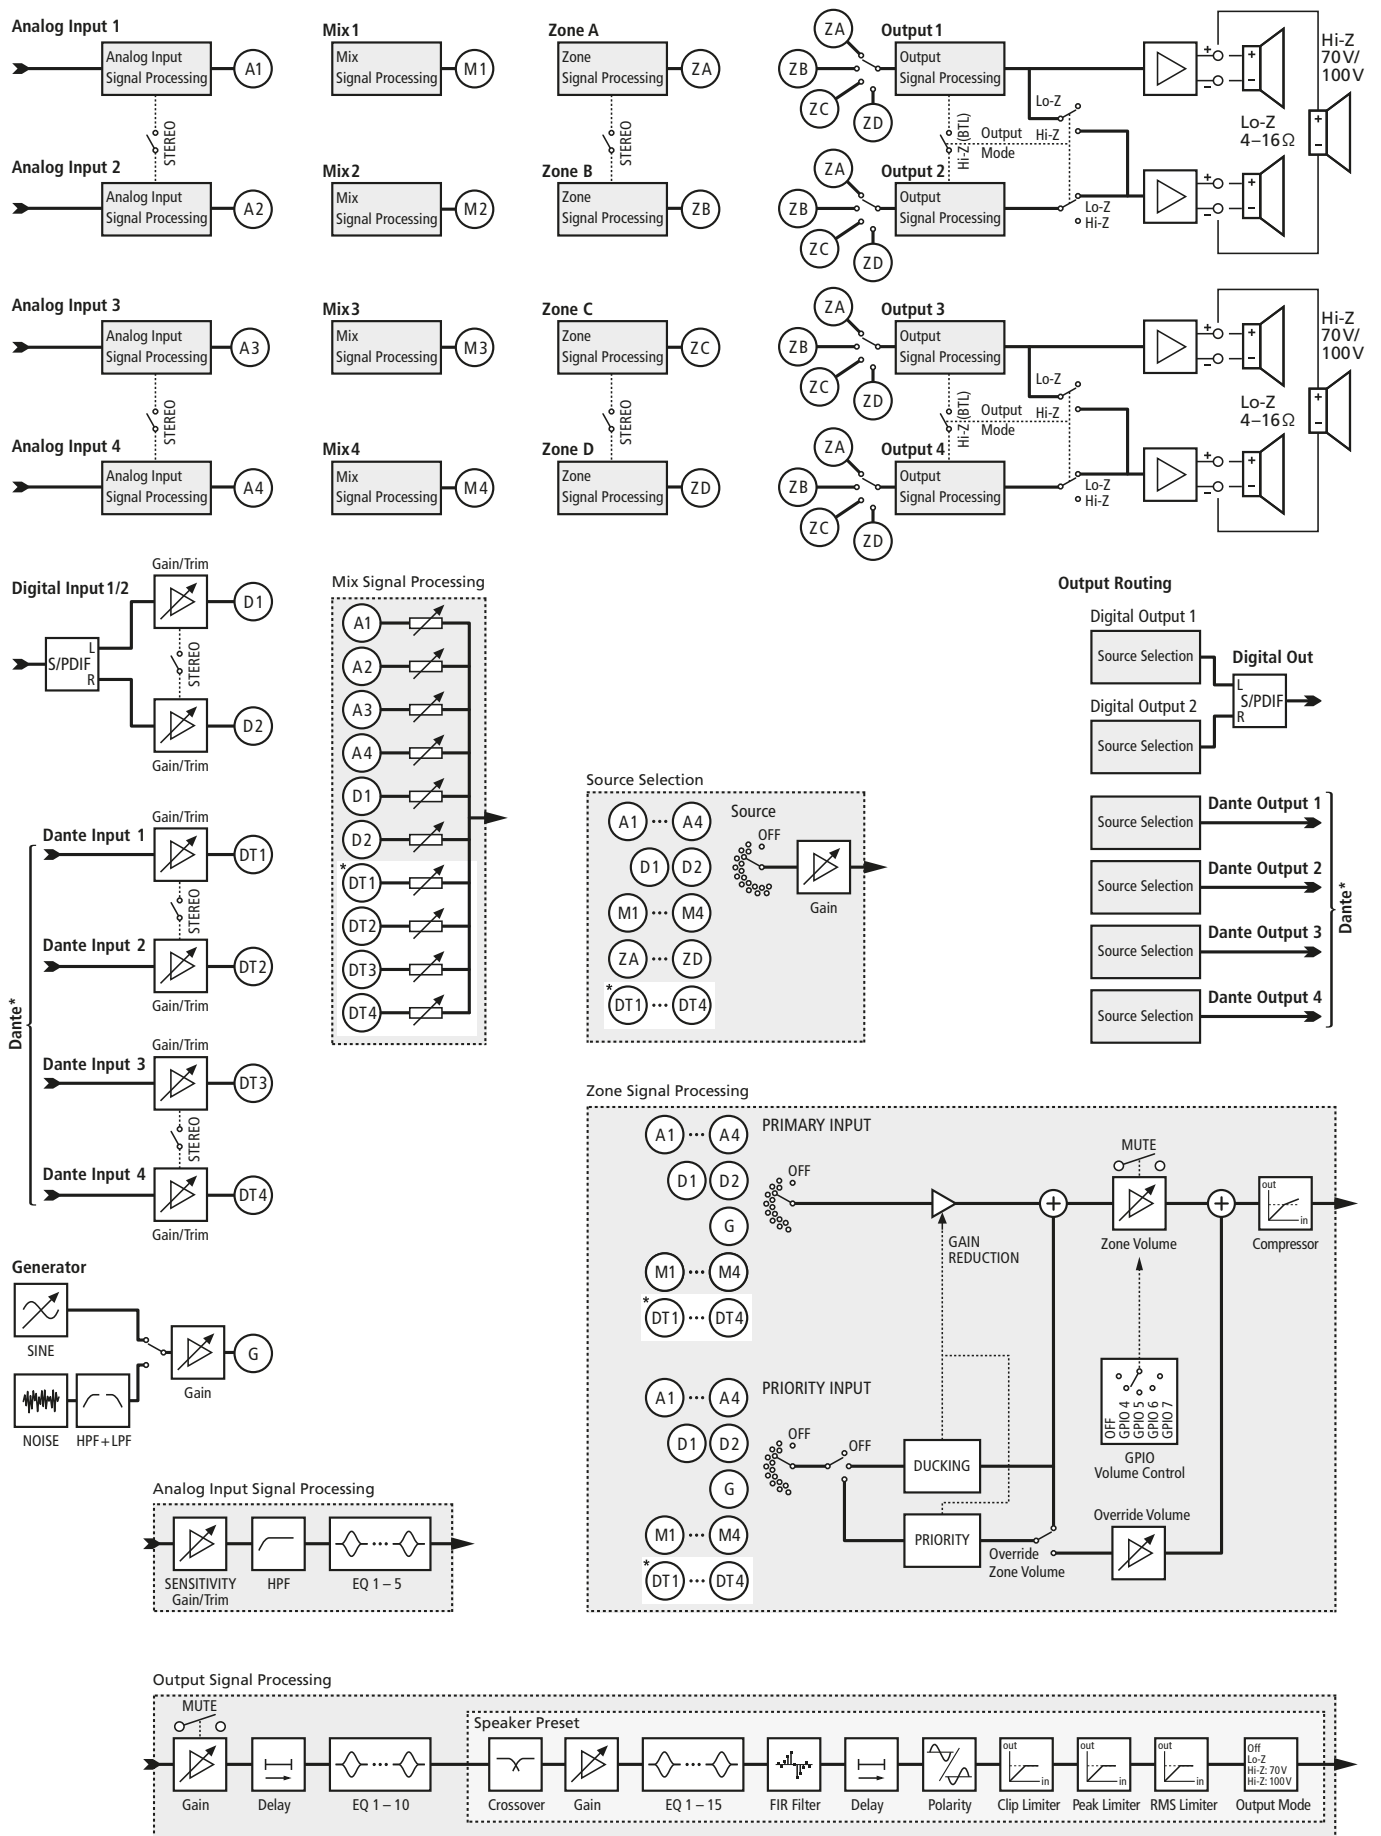 Analog Input 1
Analog Input
Signal Processing
A1
STEREO
Analog Input 2
Analog Input
Signal Processing
A2
Mix1
Mix
Signal Processing
M1
Mix2
Mix
Signal Processing
M2
Zone A
Zone
Signal Processing
ZA
STEREO
Zone B
Zone
Signal Processing
ZB
ZA
ZB
ZC
ZD
Output 1
Output
Signal Processing
Hi-Z (BTL)
Output
Mode
Lo-Z
Hi-Z
ZA
ZB
ZC
ZD
Output 2
Output
Signal Processing
Lo-Z
Hi-Z
+
–
+
–
+
–
+
–
Lo-Z
4–16Ω
Hi-Z
70V/
100V
+
–
Analog Input 3
Analog Input
Signal Processing
A3
STEREO
Analog Input 4
Analog Input
Signal Processing
A4
Mix3
Mix
Signal Processing
M3
Mix4
Mix
Signal Processing
M4
Zone C
Zone
Signal Processing
ZC
STEREO
Zone D
Zone
Signal Processing
ZD
ZA
ZB
ZC
ZD
Output 3
Output
Signal Processing
Hi-Z (BTL)
Output
Mode
Lo-Z
Hi-Z
ZA
ZB
ZC
ZD
Output 4
Output
Signal Processing
Lo-Z
Hi-Z
+
–
+
–
+
–
+
–
Lo-Z
4–16Ω
Hi-Z
70V/
100V
+
–
Digital Input 1/2
S/PDIF
L
R
Gain/Trim
D1
STEREO
D2
Gain/Trim
Dante*
Dante Input 1
Gain/Trim
DT1
STEREO
Dante Input 2
DT2
Gain/Trim
Dante Input 3
Gain/Trim
DT3
STEREO
Dante Input 4
DT4
Gain/Trim
Generator
SINE
NOISE
HPF+LPF
Gain
G
Mix Signal Processing
A1
A2
A3
A4
D1
D2
*
DT1
DT2
DT3
DT4
Source Selection
A1 ··· A4
D1 D2
M1 ··· M4
ZA ··· ZD
*
DT1 ··· DT4
Source
OFF
Gain
Output Routing
Digital Output 1
Source Selection
Digital Output 2
Source Selection
Digital Out
L
S/PDIF
R
Source Selection
Dante Output 1
Source Selection
Dante Output 2
Source Selection
Dante Output 3
Source Selection
Dante Output 4
Dante*
Zone Signal Processing
A1 ··· A4
D1 D2
G
M1 ··· M4
*
DT1 ··· DT4
PRIMARY INPUT
OFF
GAIN
REDUCTION
+
MUTE
Zone Volume
+
out
in
Compressor
A1 ··· A4
D1 D2
G
M1 ··· M4
*
DT1 ··· DT4
PRIORITY INPUT
OFF
OFF
DUCKING
PRIORITY
Override
Zone Volume
OFF
GPIO 4
GPIO 5
GPIO 6
GPIO 7
GPIO
Volume Control
Override Volume
Analog Input Signal Processing
SENSITIVITY
Gain/Trim
HPF
EQ 1 – 5
Output Signal Processing
MUTE
Gain
Delay
EQ 1 – 10
Speaker Preset
Crossover
Gain
EQ 1 – 15
FIR Filter
Delay
Polarity
out
in
Clip Limiter
out
in
Peak Limiter
out
in
RMS Limiter
Off
Lo-Z
Hi-Z: 70V
Hi-Z: 100V
Output Mode